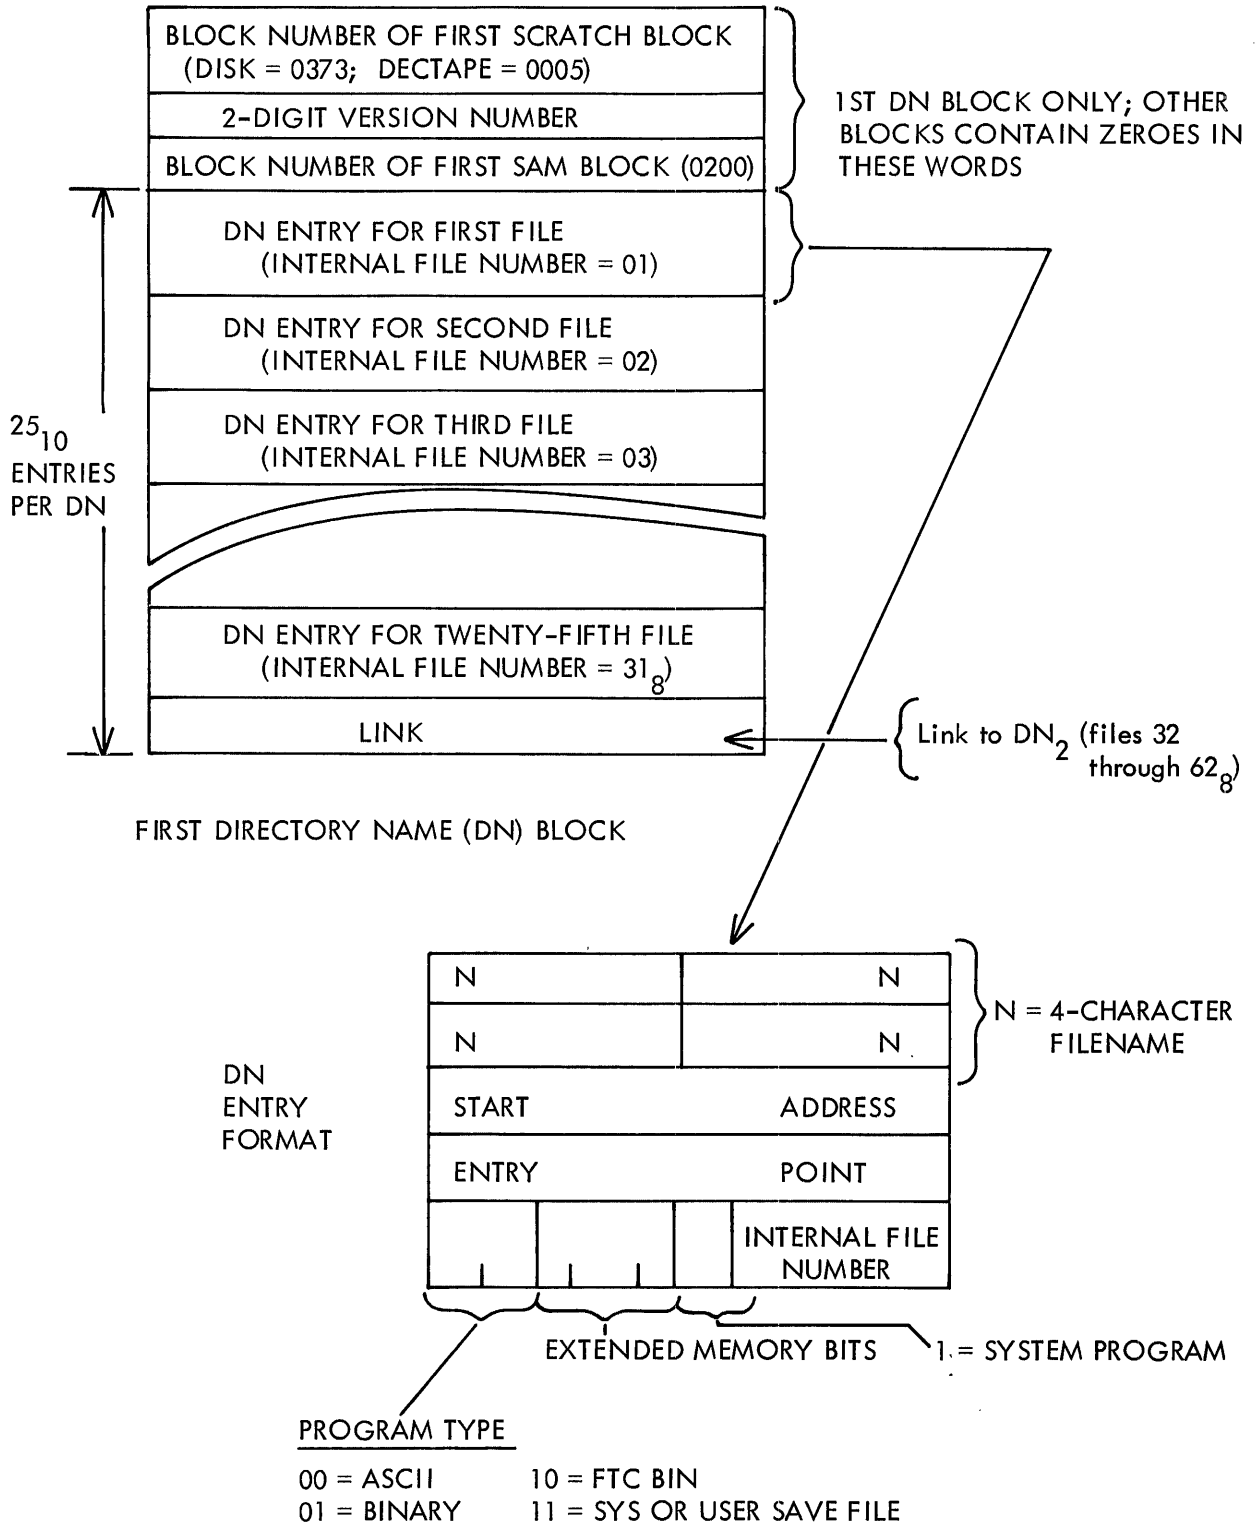 BLOCK NUMBER OF FIRST SCRATCH BLOCK
(DISK = 0373; DECTAPE = 0005)
2-DIGIT VERSION NUMBER
BLOCK NUMBER OF FIRST SAM BLOCK (0200)
1ST DN BLOCK ONLY; OTHER
BLOCKS CONTAIN ZEROES IN
THESE WORDS
DN ENTRY FOR FIRST FILE
(INTERNAL FILE NUMBER = 01)
DN ENTRY FOR SECOND FILE
(INTERNAL FILE NUMBER = 02)
DN ENTRY FOR THIRD FILE
(INTERNAL FILE NUMBER = 03)
25₁₀
ENTRIES
PER DN
DN ENTRY FOR TWENTY-FIFTH FILE
(INTERNAL FILE NUMBER = 31₈)
LINK
Link to DN₂ (files 32
through 62₈)
FIRST DIRECTORY NAME (DN) BLOCK
N N
N N
N = 4-CHARACTER
FILENAME
DN
ENTRY
FORMAT
START ADDRESS
ENTRY POINT
INTERNAL FILE
NUMBER
EXTENDED MEMORY BITS
1 = SYSTEM PROGRAM
PROGRAM TYPE
00 = ASCII 10 = FTC BIN
01 = BINARY 11 = SYS OR USER SAVE FILE